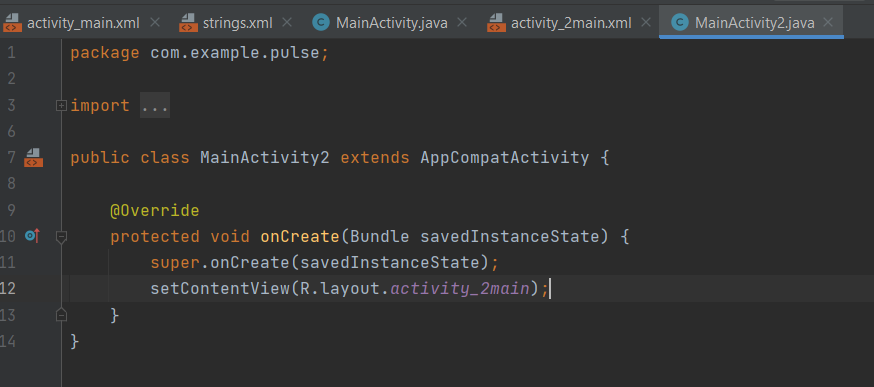 activity_main.xml strings.xml MainActivity.java activity_2main.xml MainActivity2.java
1 package com.example.pulse;
2
3 import ...
6
7 public class MainActivity2 extends AppCompatActivity {
8
9 @Override
10 protected void onCreate(Bundle savedInstanceState) {
11 super.onCreate(savedInstanceState);
12 setContentView(R.layout.activity_2main);
13 }
14 }